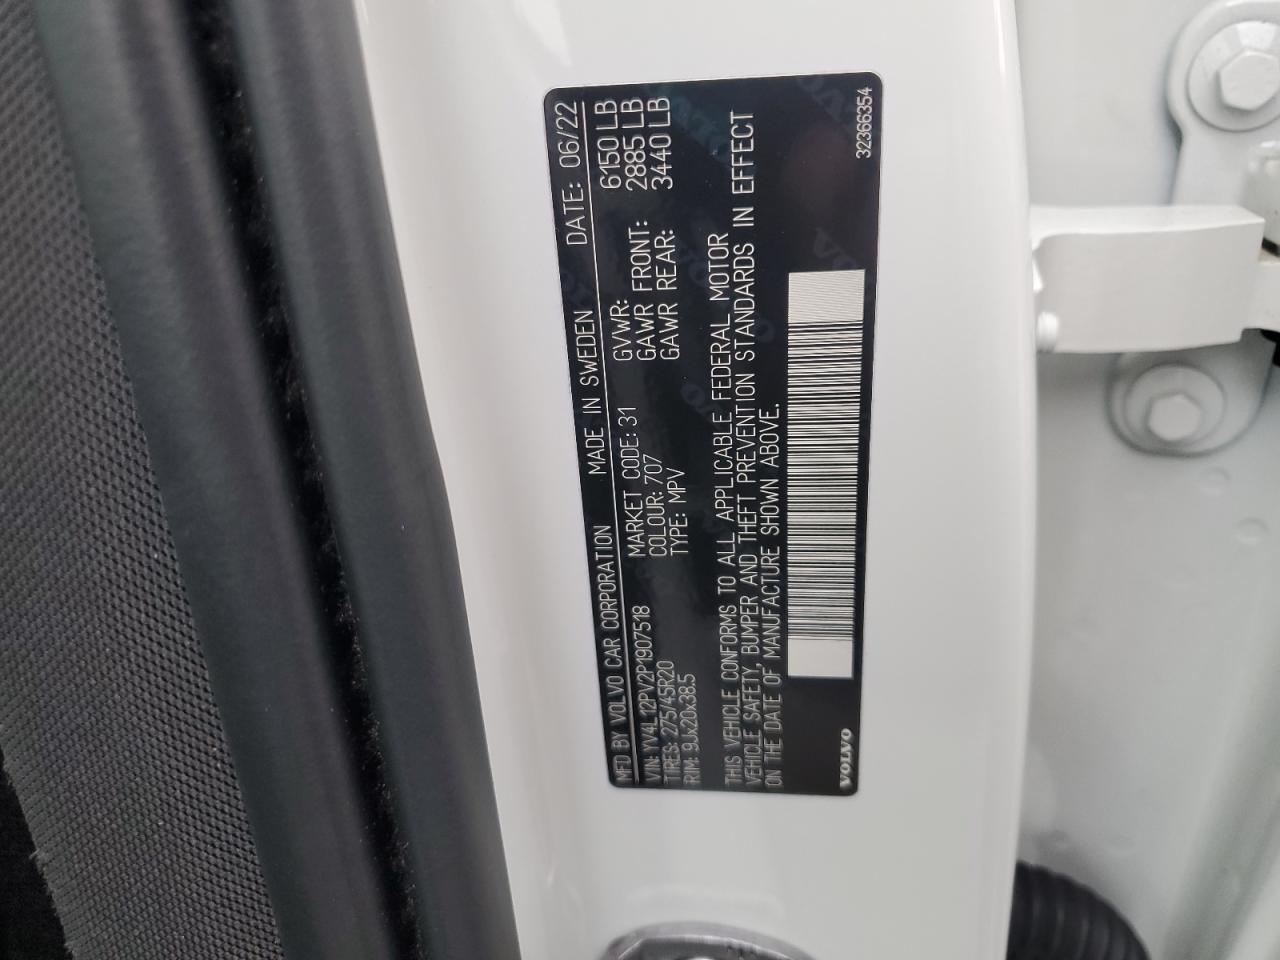 MFD BY VOLVO CAR CORPORATION MADE IN SWEDEN DATE: 06/22
VIN: YV4L12PV2P1907518 MARKET CODE: 31 GVWR: 6150 LB
TIRES: 275/45R20 COLOUR: 707 GAWR FRONT: 2885 LB
RIM: 9Jx20x38.5 TYPE: MPV GAWR REAR: 3440 LB
THIS VEHICLE CONFORMS TO ALL APPLICABLE FEDERAL MOTOR
VEHICLE SAFETY, BUMPER AND THEFT PREVENTION STANDARDS IN EFFECT
ON THE DATE OF MANUFACTURE SHOWN ABOVE.
VOLVO 32366354